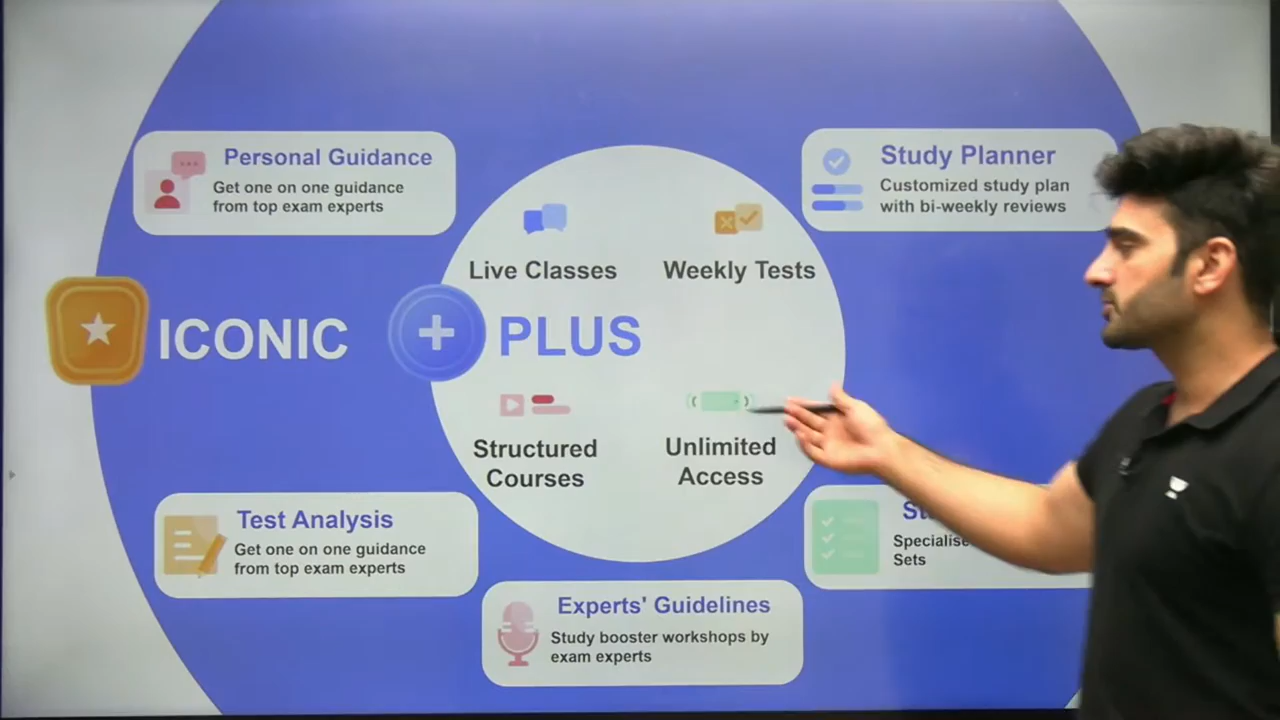 Personal Guidance
Get one on one guidance
from top exam experts
Study Planner
Customized study plan
with bi-weekly reviews
Live Classes
Weekly Tests
ICONIC
PLUS
Structured
Courses
Unlimited
Access
Test Analysis
Get one on one guidance
from top exam experts
Sets
Experts' Guidelines
Study booster workshops by
exam experts